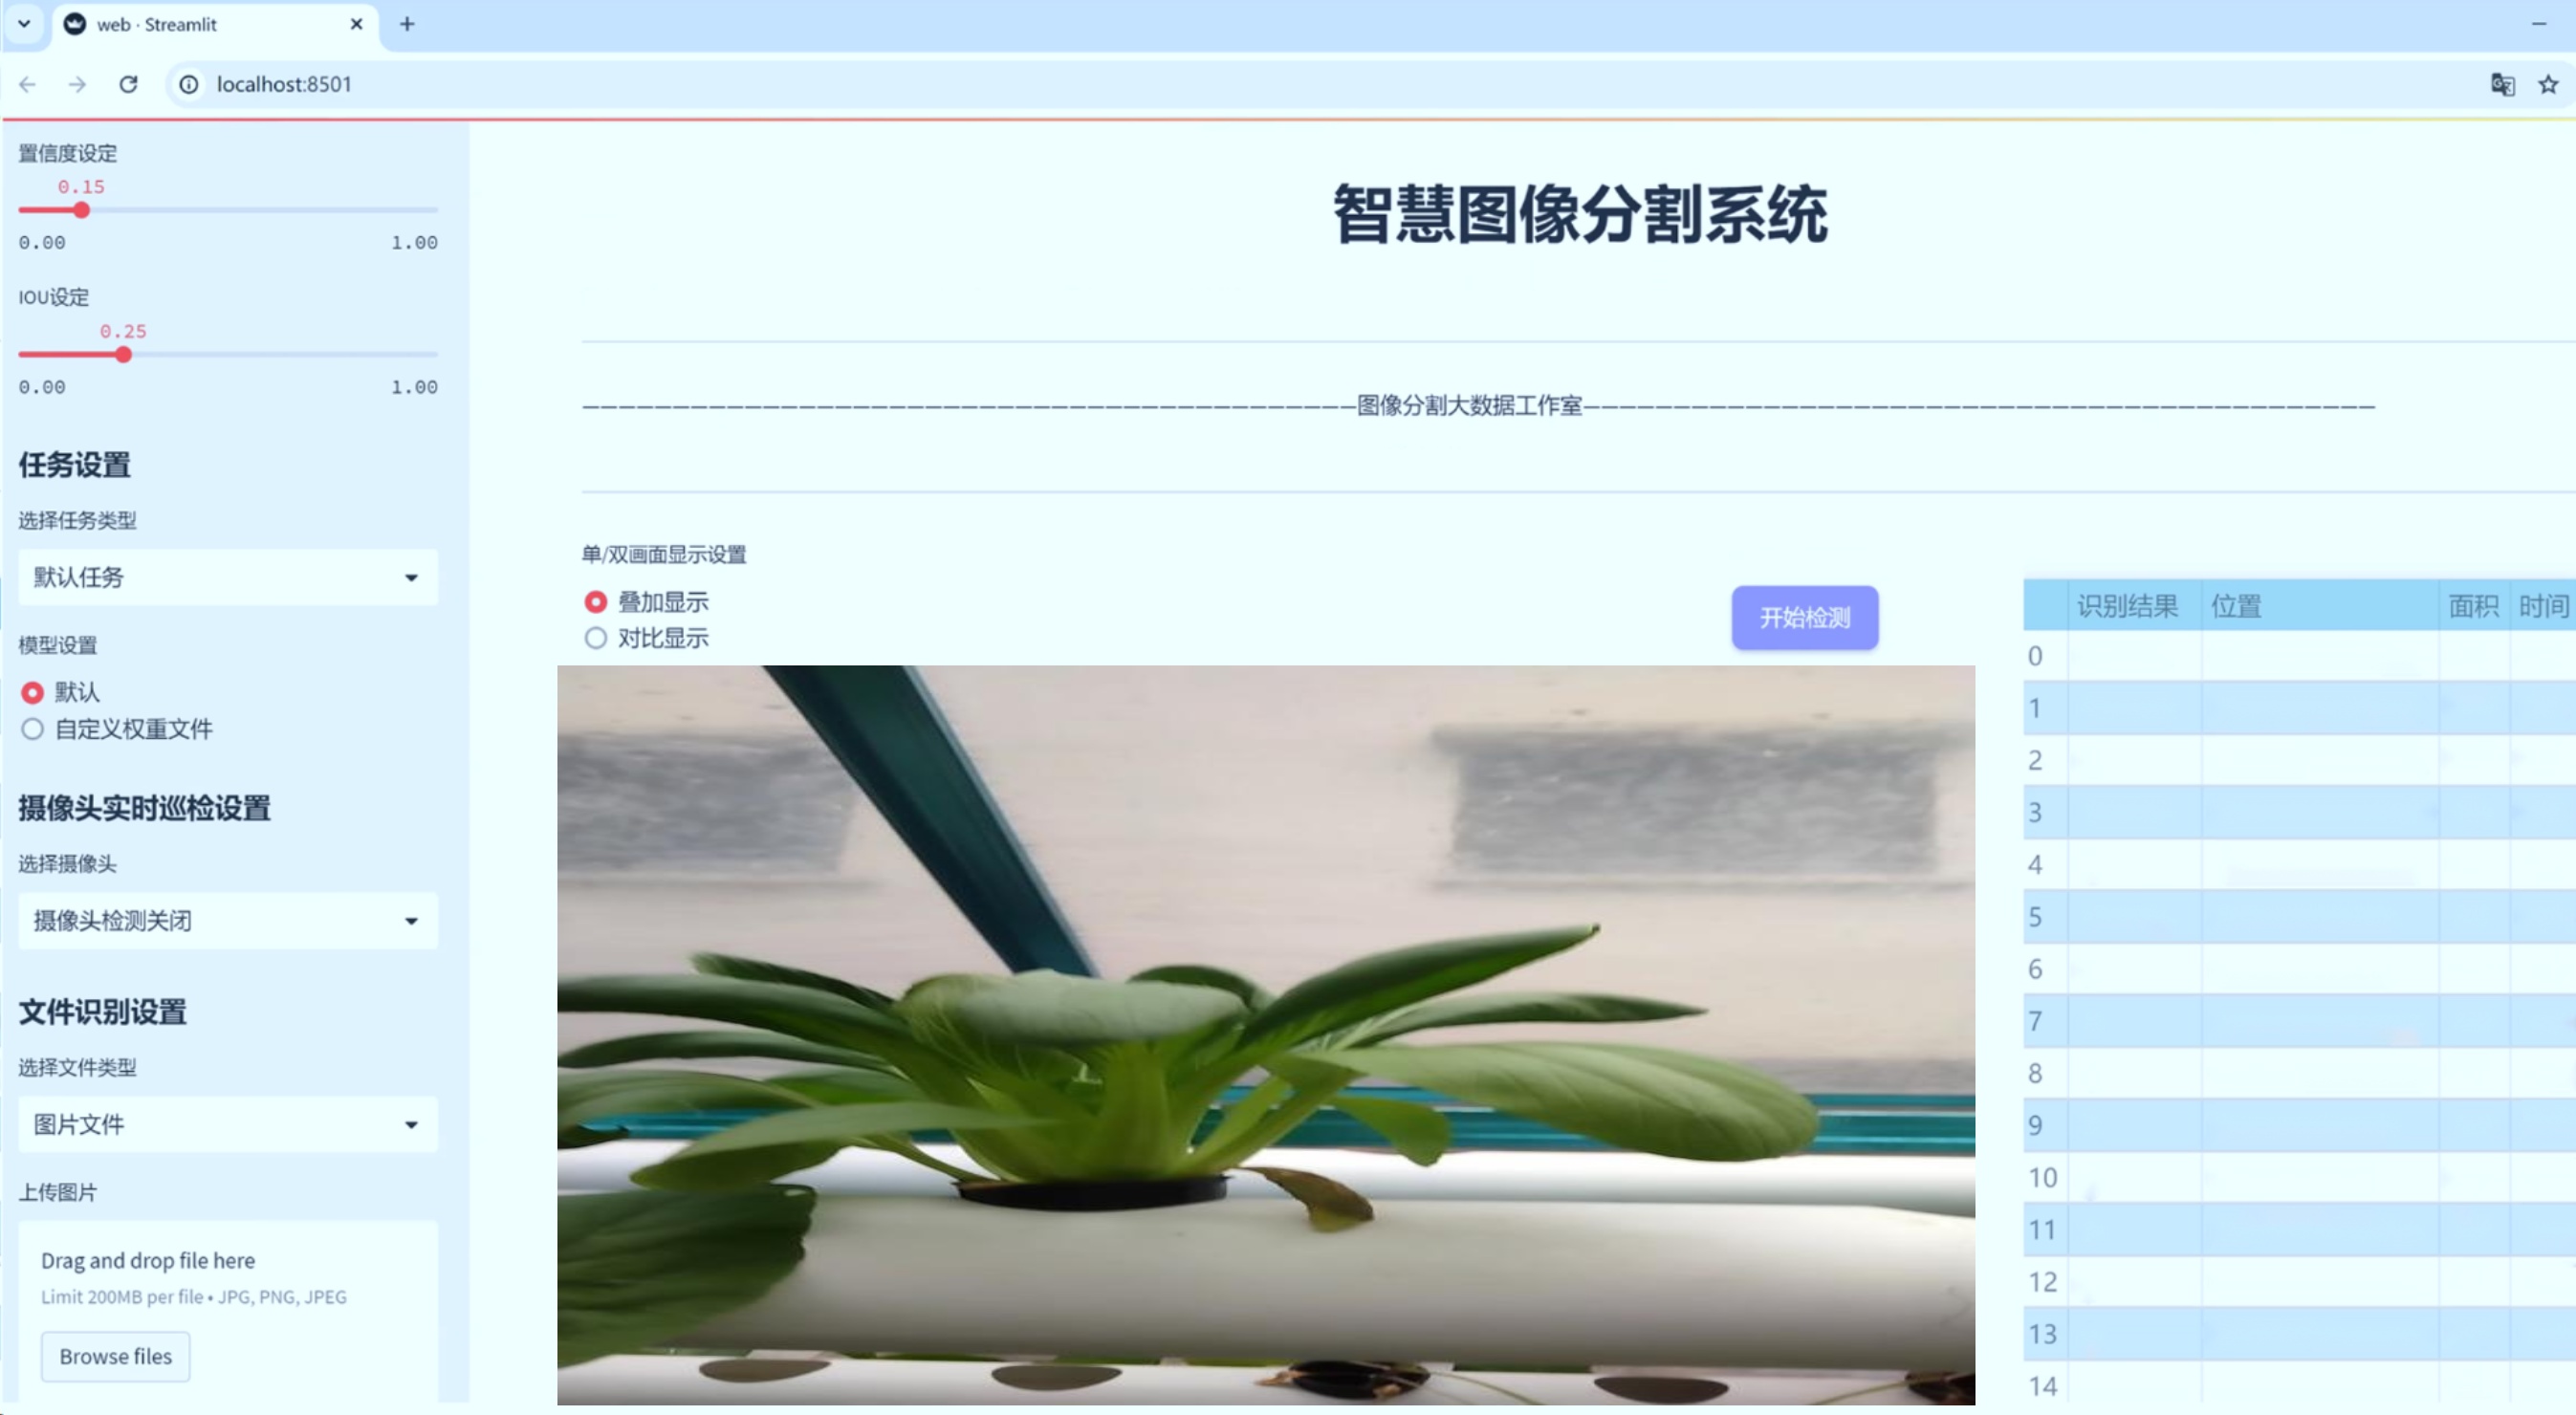 web · Streamlit
localhost:8501
置信度设定
0.15
0.00 1.00
IOU设定
0.25
0.00 1.00
任务设置
选择任务类型
默认任务
模型设置
默认
自定义权重文件
摄像头实时巡检设置
选择摄像头
摄像头检测关闭
文件识别设置
选择文件类型
图片文件
上传图片
Drag and drop file here
Limit 200MB per file • JPG, PNG, JPEG
Browse files
智慧图像分割系统
———————————————————————————————————————————图像分割大数据工作室————————————————————————————————————————————
单/双画面显示设置
叠加显示
对比显示
开始检测
识别结果 位置 面积 时间
0
1
2
3
4
5
6
7
8
9
10
11
12
13
14